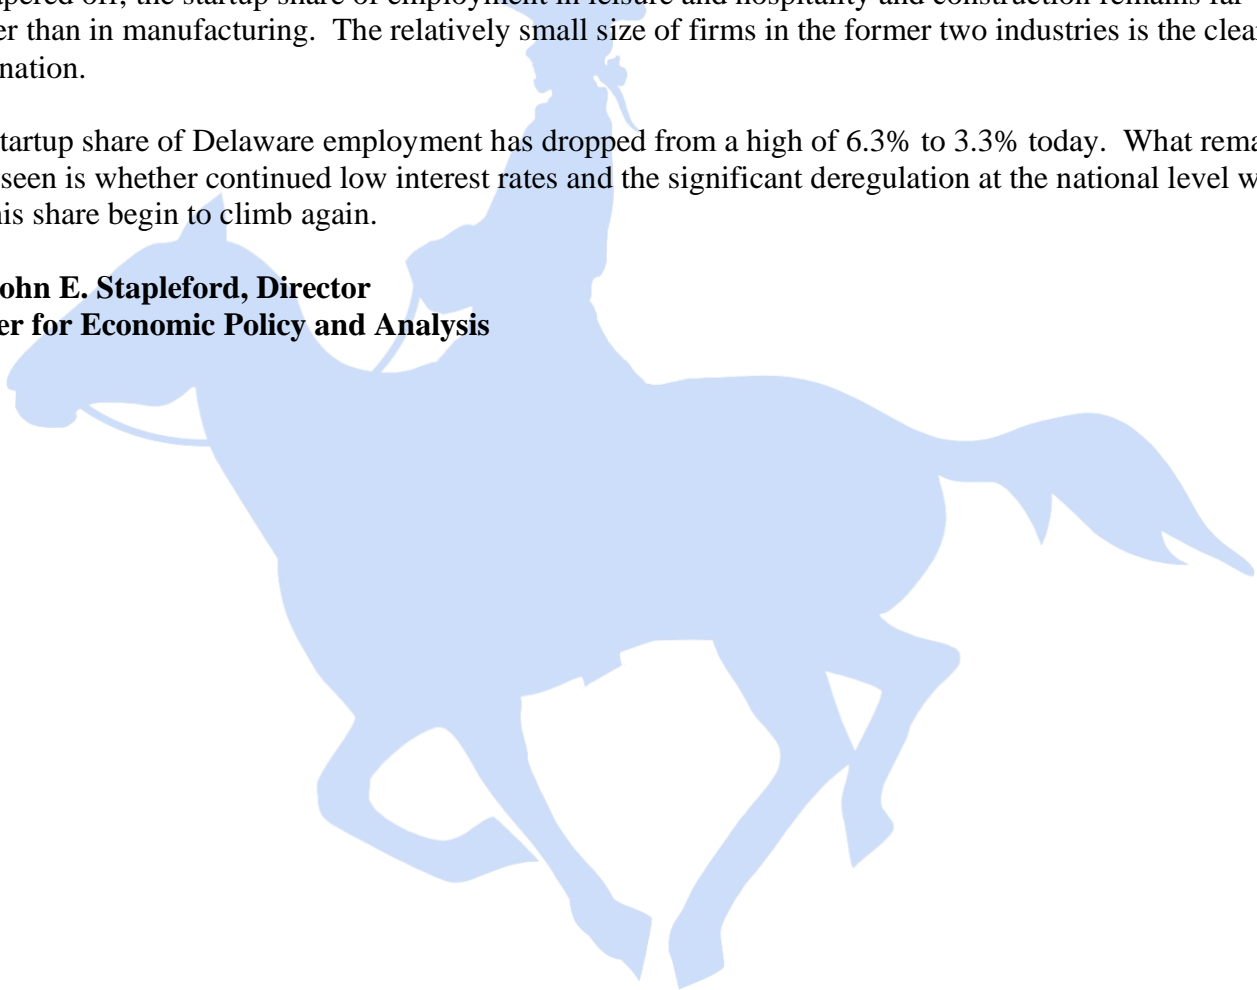 pered off, the startup share of employment in leisure and hospitality and construction remains far
er than in manufacturing. The relatively small size of firms in the former two industries is the clea
nation.
tartup share of Delaware employment has dropped from a high of 6.3% to 3.3% today. What rema
seen is whether continued low interest rates and the significant deregulation at the national level w
his share begin to climb again.
ohn E. Stapleford, Director
er for Economic Policy and Analysis